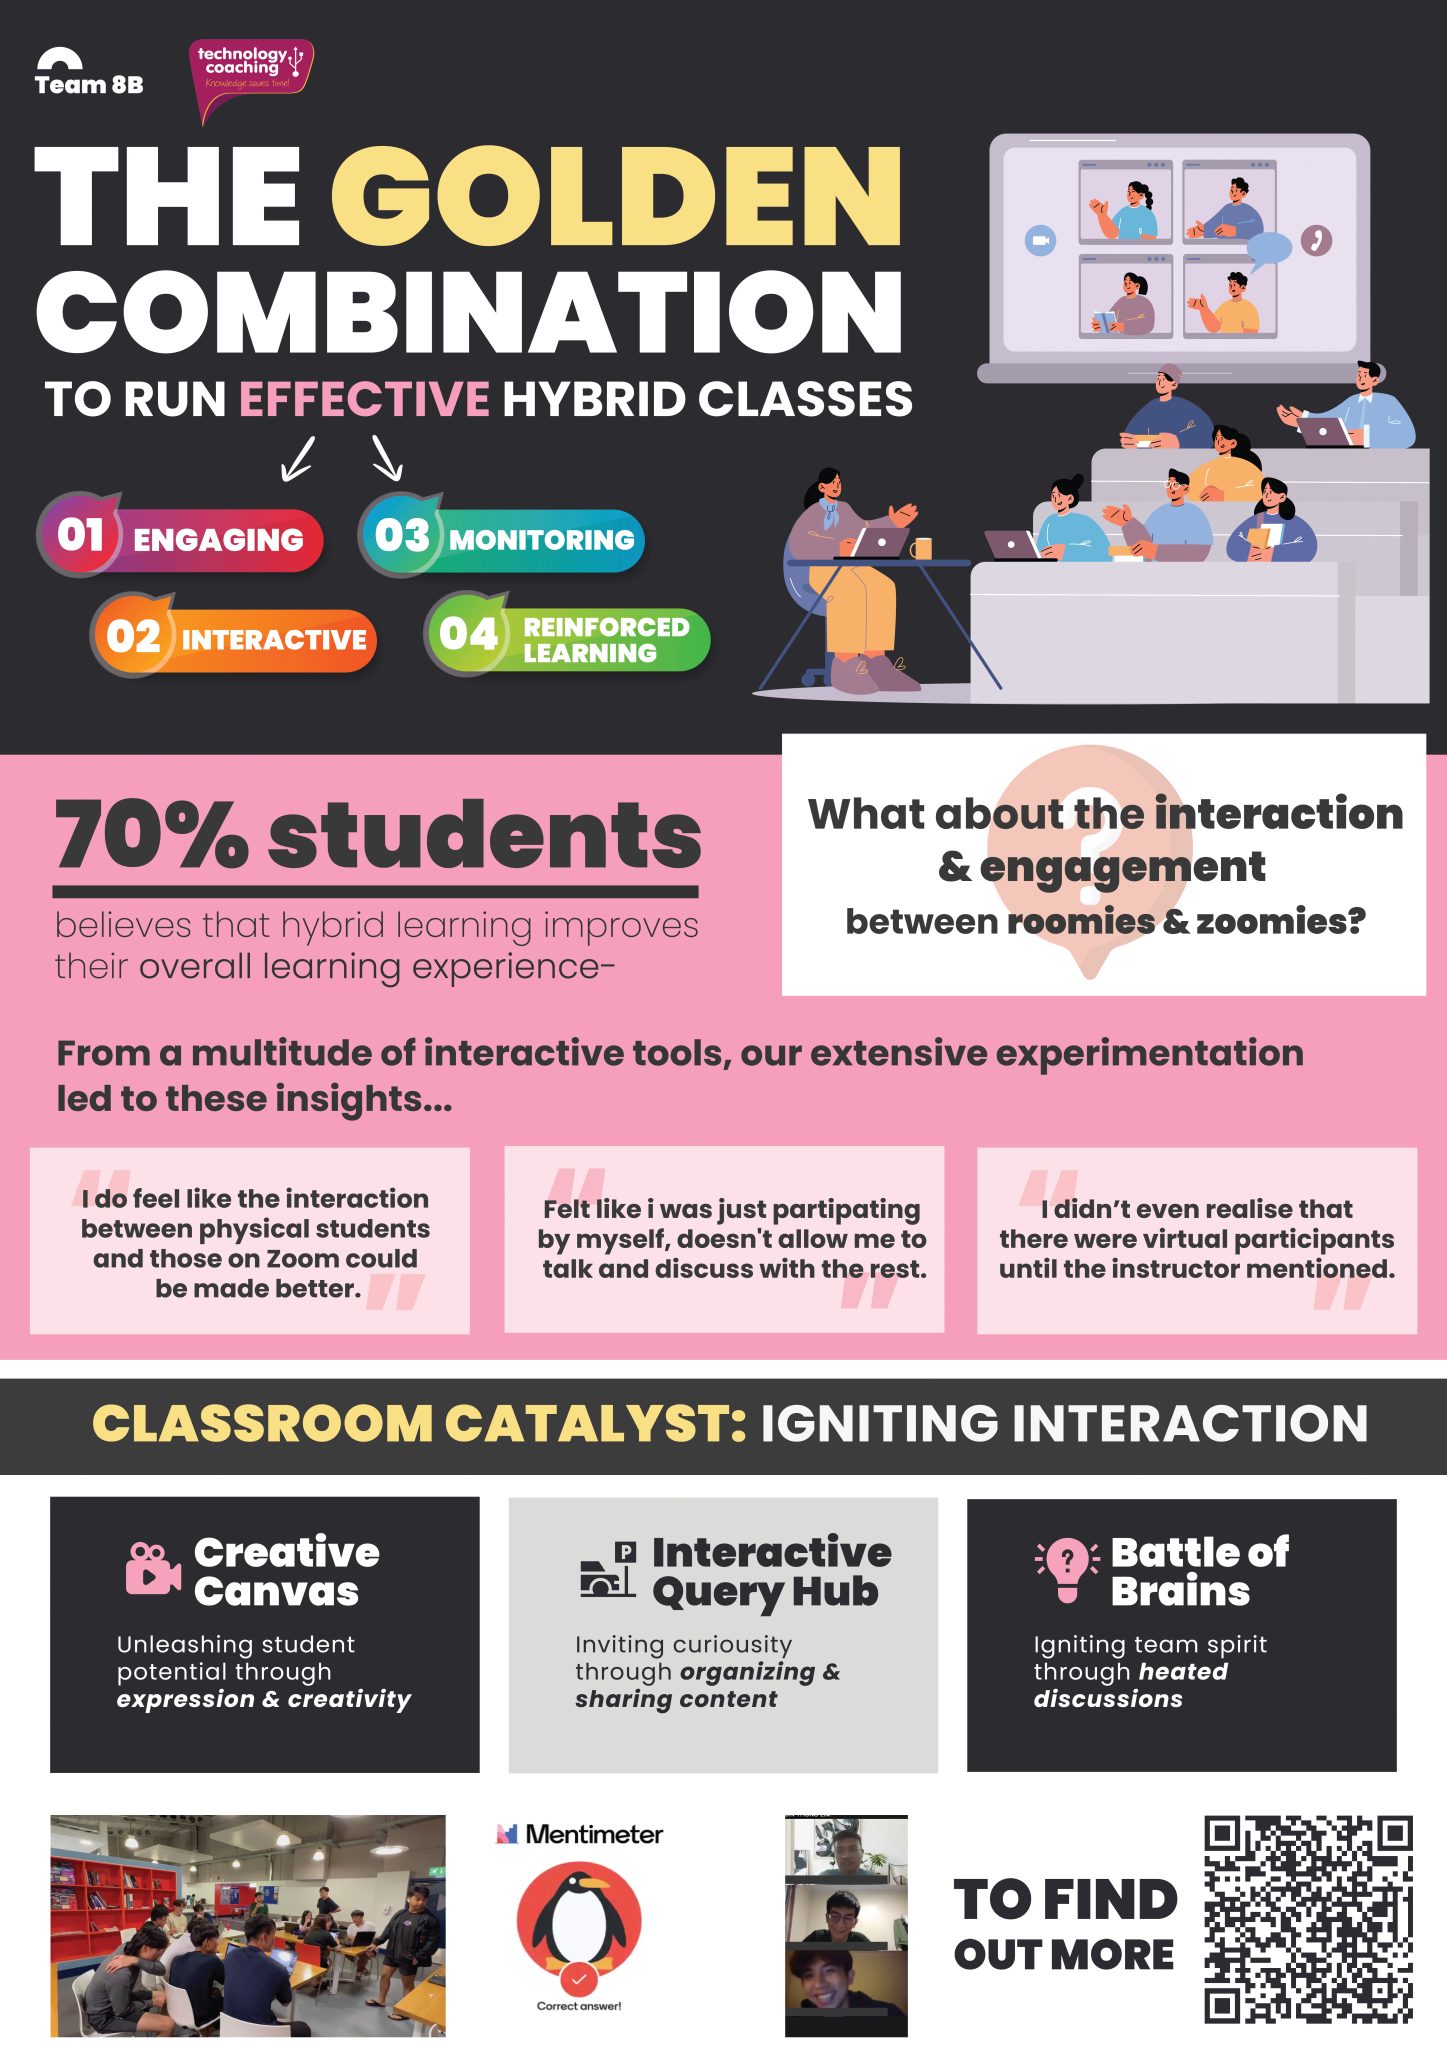 Team 8B
technology
coaching
Knowledge saves time!
THE GOLDEN
COMBINATION
TO RUN EFFECTIVE HYBRID CLASSES
01 ENGAGING
03 MONITORING
02 INTERACTIVE
04 REINFORCED
LEARNING
70% students
believes that hybrid learning improves
their overall learning experience-
What about the interaction
& engagement
between roomies & zoomies?
From a multitude of interactive tools, our extensive experimentation
led to these insights...
I do feel like the interaction
between physical students
and those on Zoom could
be made better.
Felt like i was just partipating
by myself, doesn't allow me to
talk and discuss with the rest.
I didn’t even realise that
there were virtual participants
until the instructor mentioned.
CLASSROOM CATALYST: IGNITING INTERACTION
Creative
Canvas
Unleashing student
potential through
expression & creativity
P
Interactive
Query Hub
Inviting curiousity
through organizing &
sharing content
Battle of
Brains
Igniting team spirit
through heated
discussions
Mentimeter
Correct answer!
TO FIND
OUT MORE